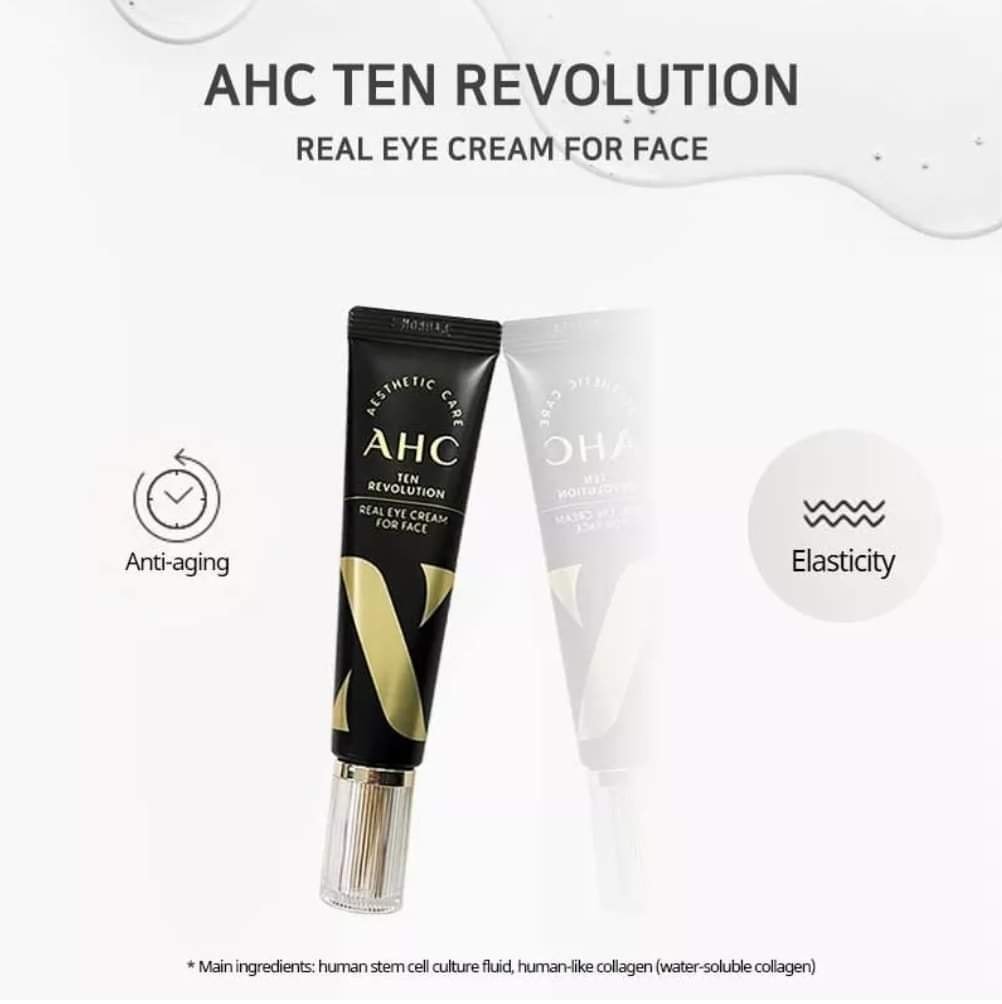 AHC TEN REVOLUTION
REAL EYE CREAM FOR FACE
AESTHETIC CARE
AHC
TEN
REVOLUTION
REAL EYE CREAM
FOR FACE
Anti-aging
Elasticity
* Main ingredients: human stem cell culture fluid, human-like collagen (water-soluble collagen)